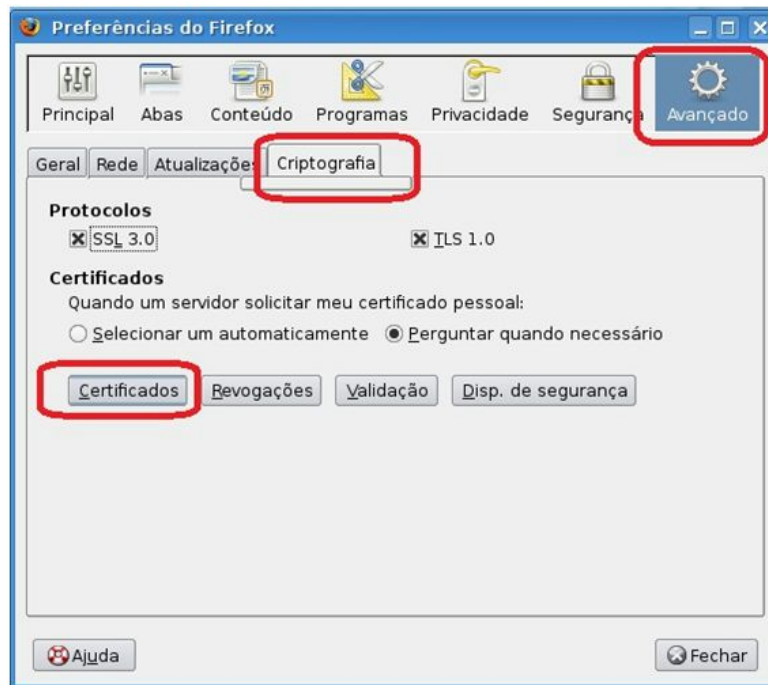 Preferências do Firefox
Principal Abas Conteúdo Programas Privacidade Segurança Avançado
Geral Rede Atualizações Criptografia
Protocolos
SSL 3.0 TLS 1.0
Certificados
Quando um servidor solicitar meu certificado pessoal:
Selecionar um automaticamente Perguntar quando necessário
Certificados Revogações Validação Disp. de segurança
Ajuda Fechar